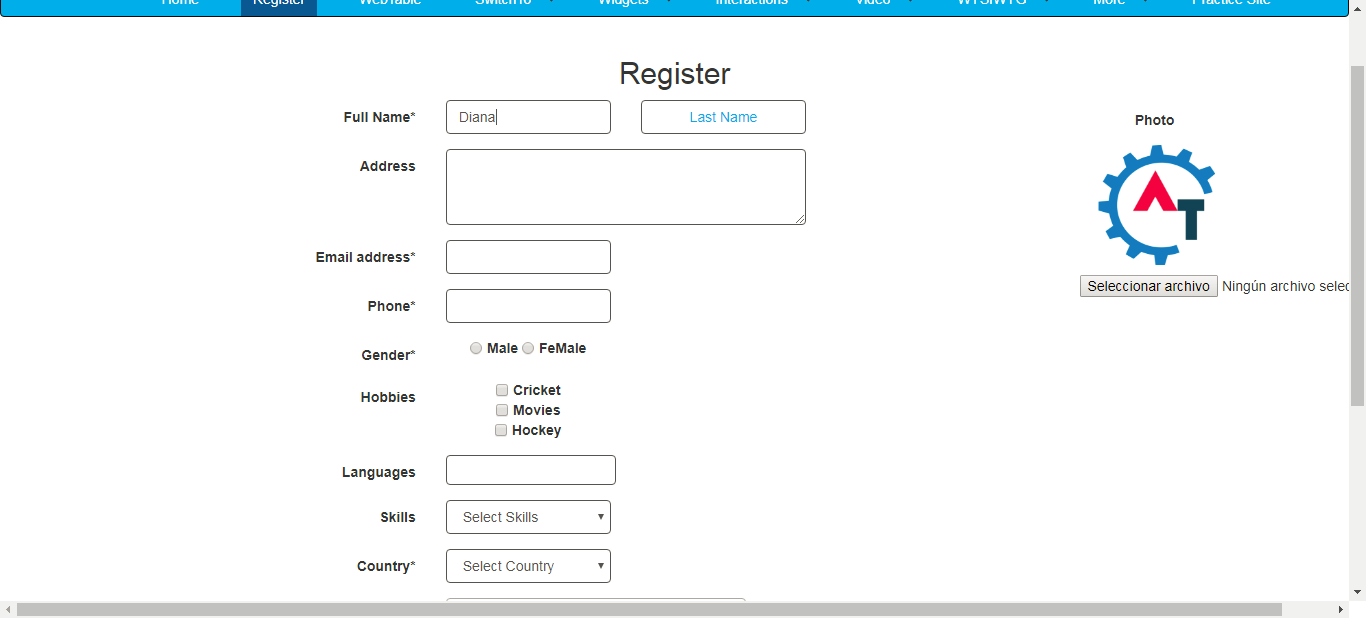 Home Register WebTable SwitchTo Widgets Interactions Video WYSIWYG More Practice Site
Register
Full Name* Diana Last Name
Photo
Address
AT
Email address*
Seleccionar archivo Ningún archivo selec
Phone*
Gender* Male FeMale
Hobbies Cricket
Movies
Hockey
Languages
Skills Select Skills
Country* Select Country